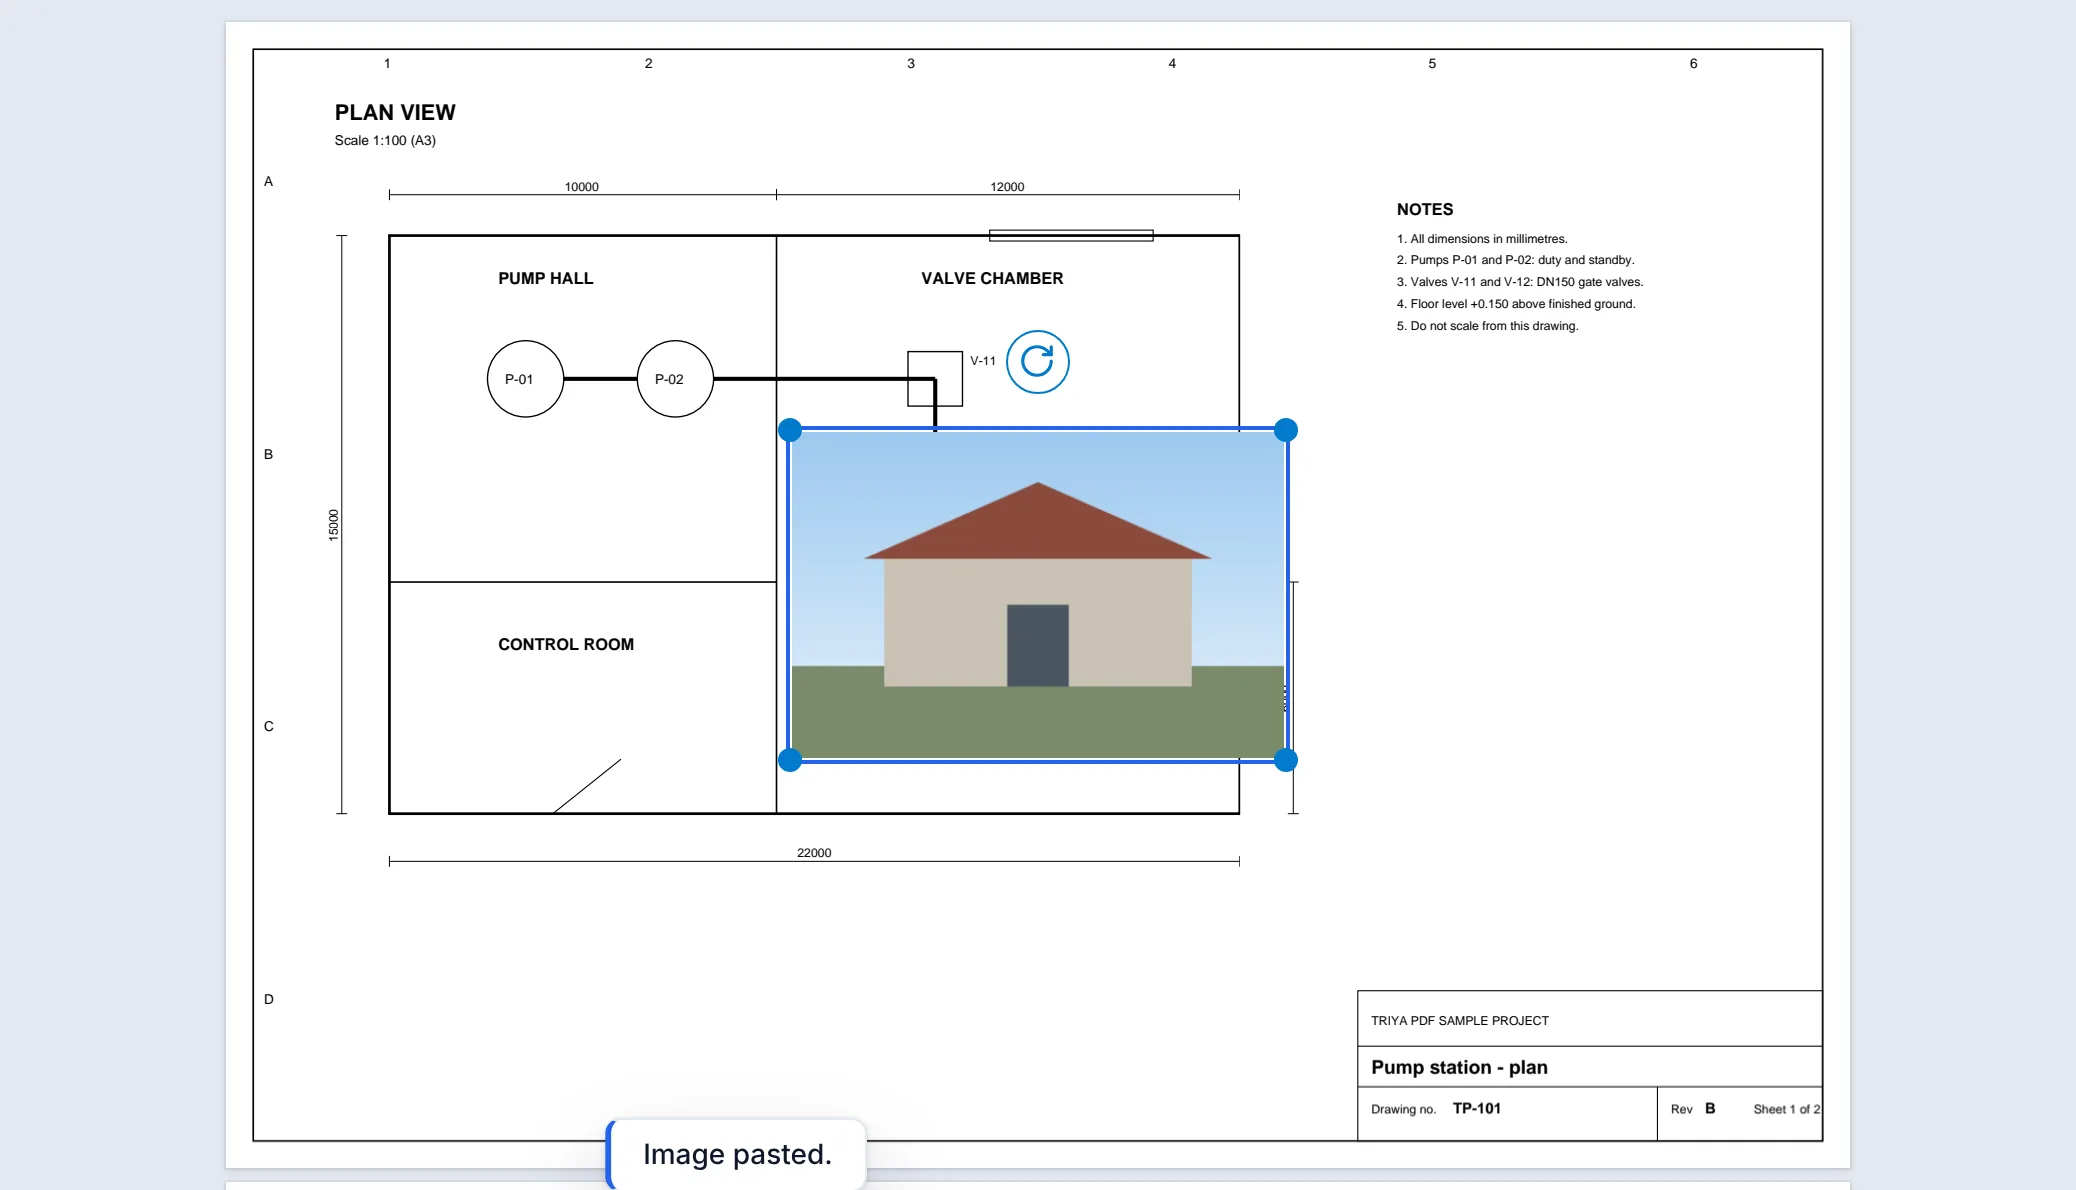 1 2 3 4 5 6
PLAN VIEW
Scale 1:100 (A3)
A
10000 12000
NOTES
1. All dimensions in millimetres.
2. Pumps P-01 and P-02: duty and standby.
3. Valves V-11 and V-12: DN150 gate valves.
4. Floor level +0.150 above finished ground.
5. Do not scale from this drawing.
PUMP HALL VALVE CHAMBER
P-01 P-02 V-11
B
15000
CONTROL ROOM
C
22000
D
TRIYA PDF SAMPLE PROJECT
Pump station - plan
Drawing no. TP-101 Rev B Sheet 1 of 2
Image pasted.